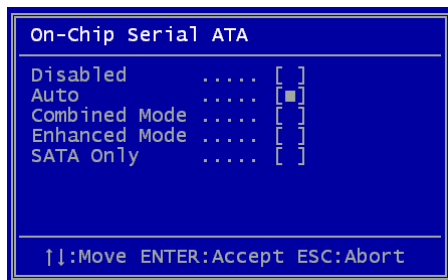 On-Chip Serial ATA
Disabled ..... [ ]
Auto ..... [■]
Combined Mode ..... [ ]
Enhanced Mode ..... [ ]
SATA Only ..... [ ]
↑↓:Move ENTER:Accept ESC:Abort